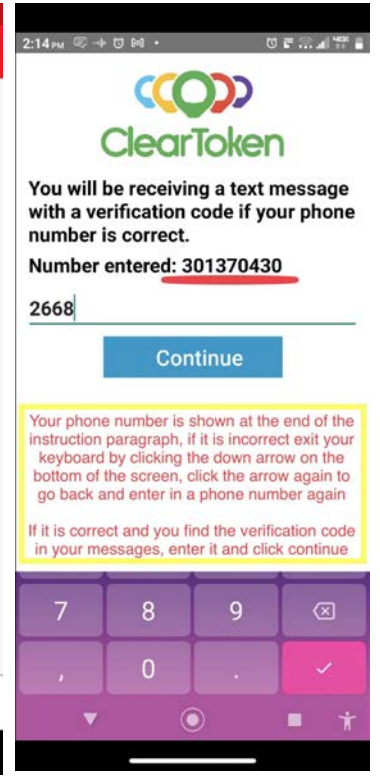 2:14 PM
ClearToken
You will be receiving a text message
with a verification code if your phone
number is correct.
Number entered: 301370430
2668
Continue
Your phone number is shown at the end of the
instruction paragraph, if it is incorrect exit your
keyboard by clicking the down arrow on the
bottom of the screen, click the arrow again to
go back and enter in a phone number again
If it is correct and you find the verification code
in your messages, enter it and click continue
7 8 9
, 0 .